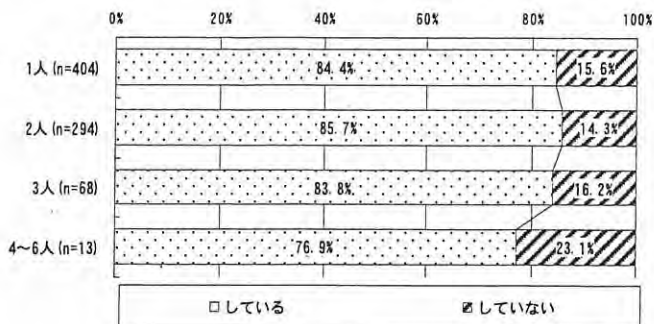 0% 20% 40% 60% 80% 100%
1人(n=404) 84.4% 15.6%
2人(n=294) 85.7% 14.3%
3人(n=68) 83.8% 16.2%
4～6人(n=13) 76.9% 23.1%
□している ▨していない